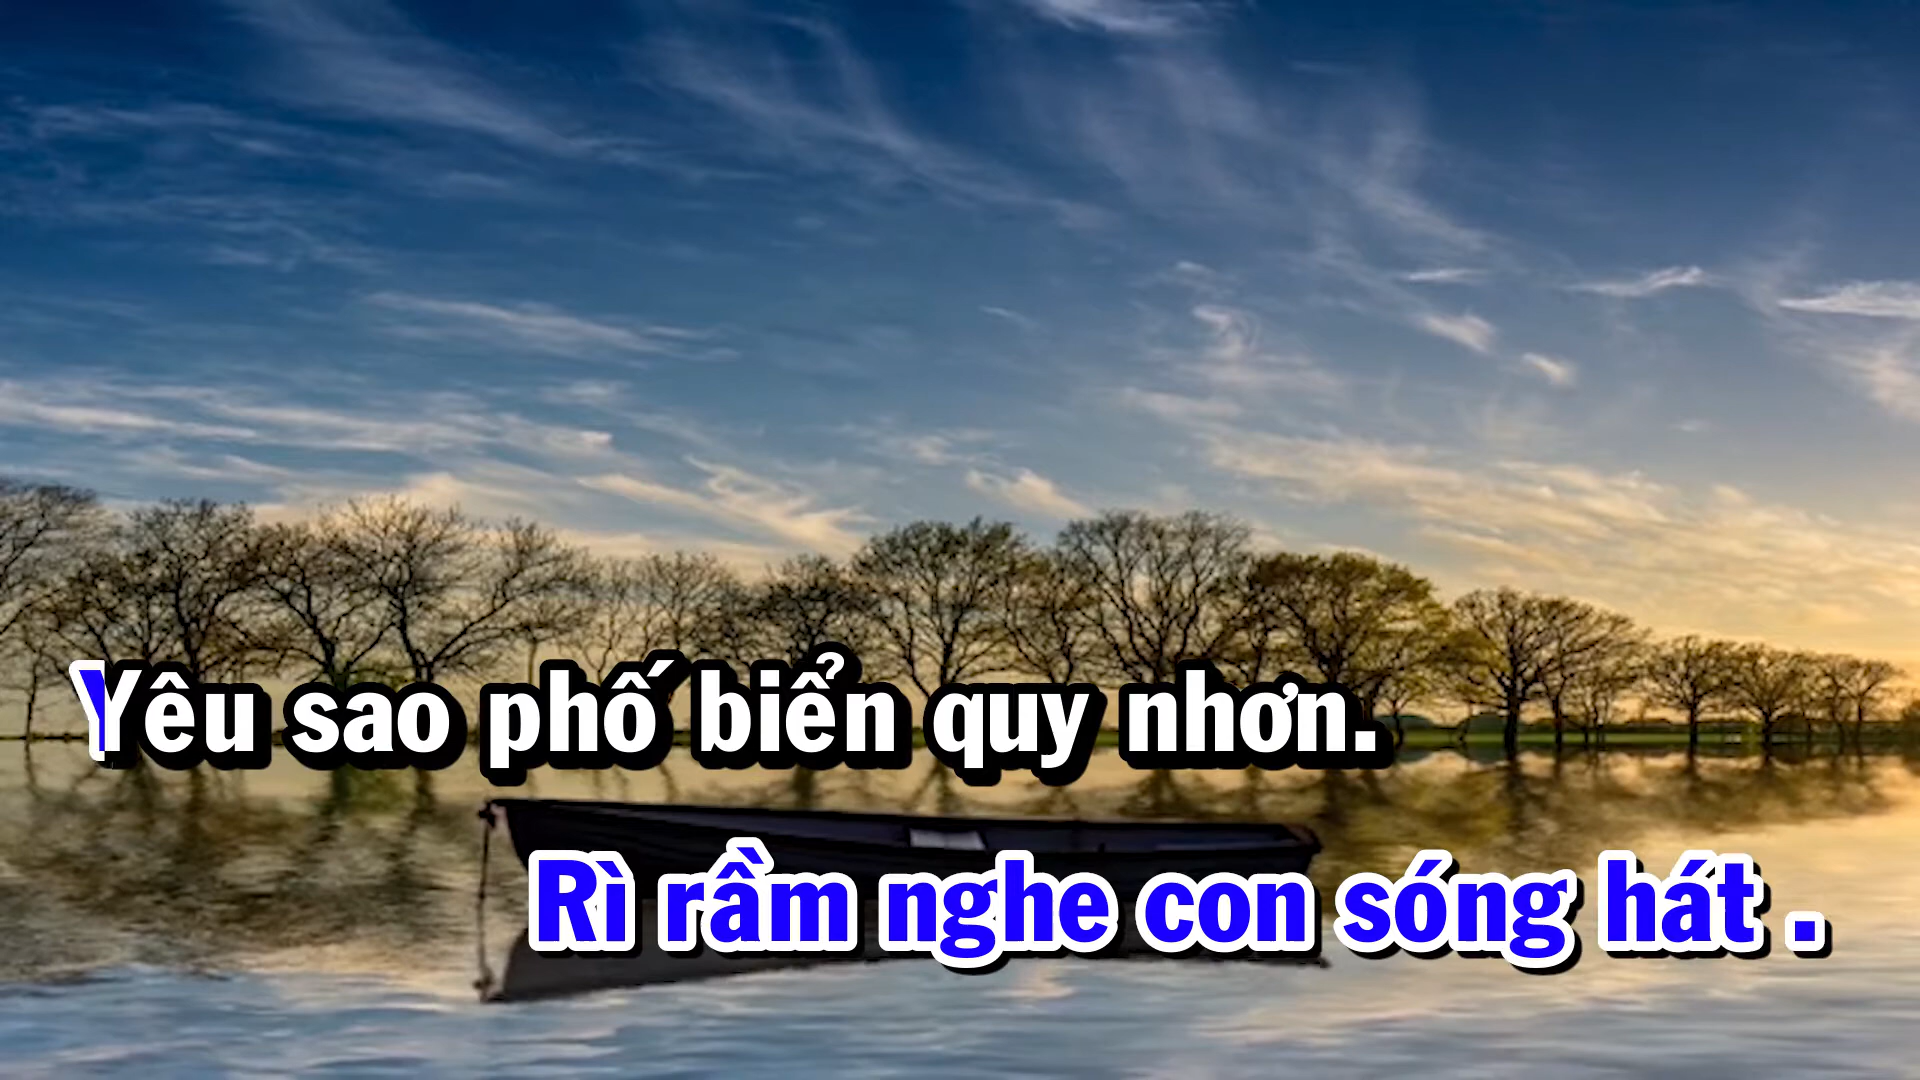 Yêu sao phố biển quy nhơn.
Rì rầm nghe con sóng hát .